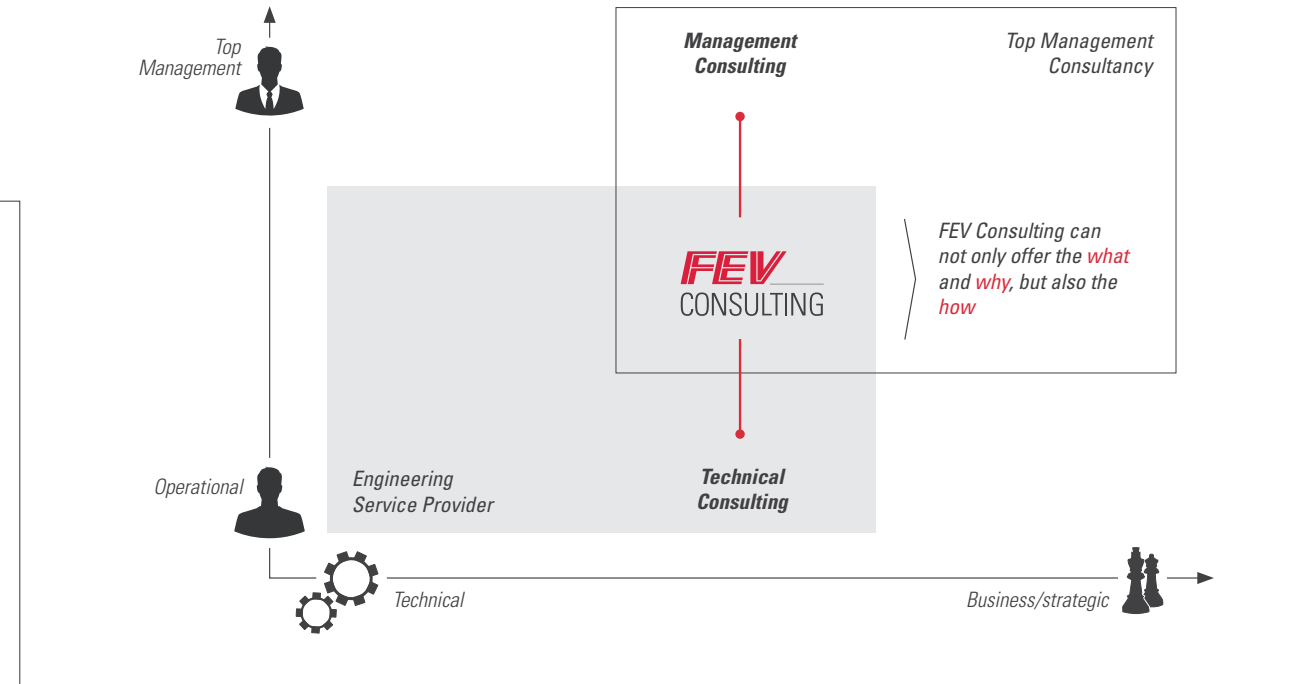 Top
Management
Management
Consulting
Top Management
Consultancy
FEV
CONSULTING
FEV Consulting can
not only offer the what
and why, but also the
how
Operational
Engineering
Service Provider
Technical
Consulting
Technical
Business/strategic